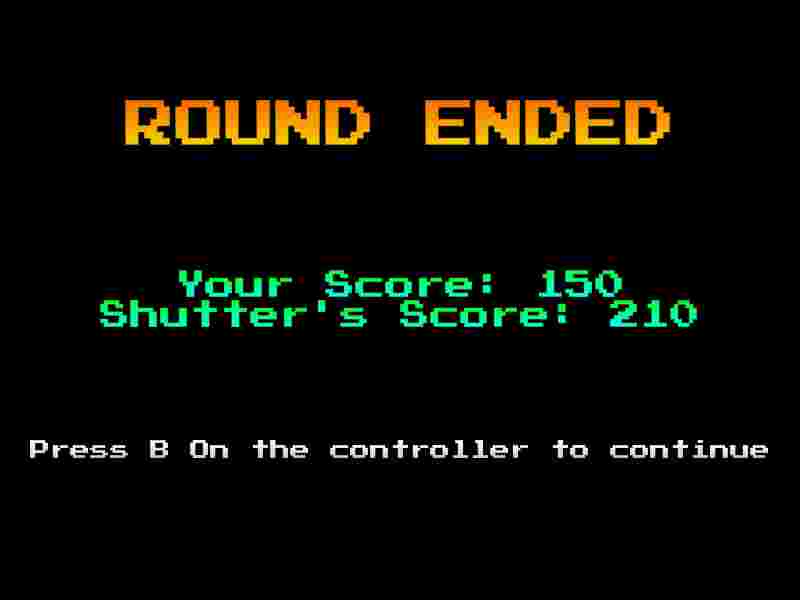 ROUND ENDED
Your Score: 150
Shutter's Score: 210
Press B On the controller to continue